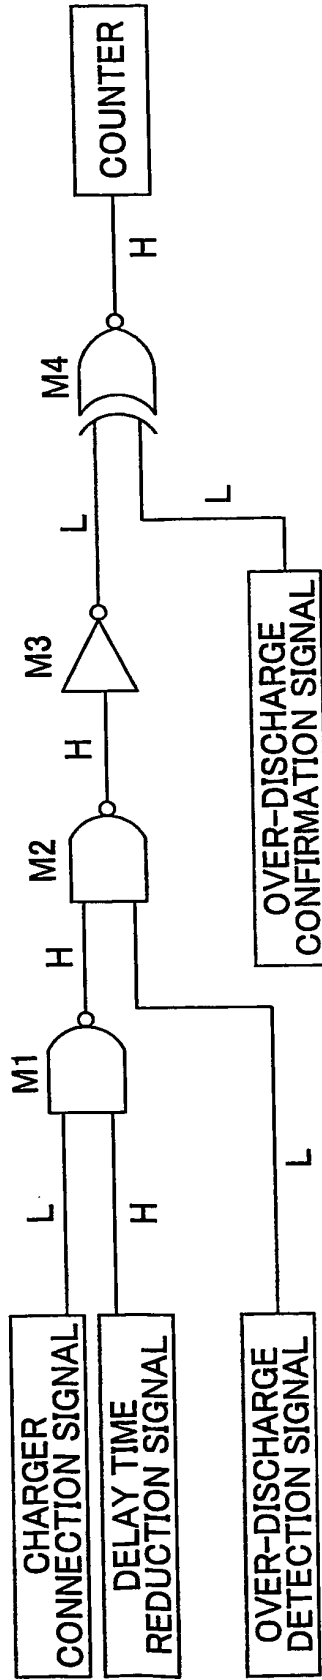 CHARGER
CONNECTION SIGNAL
L
DELAY TIME
REDUCTION SIGNAL
H
M1
H
OVER-DISCHARGE
DETECTION SIGNAL
L
M2
H
M3
L
OVER-DISCHARGE
CONFIRMATION SIGNAL
L
M4
H
COUNTER